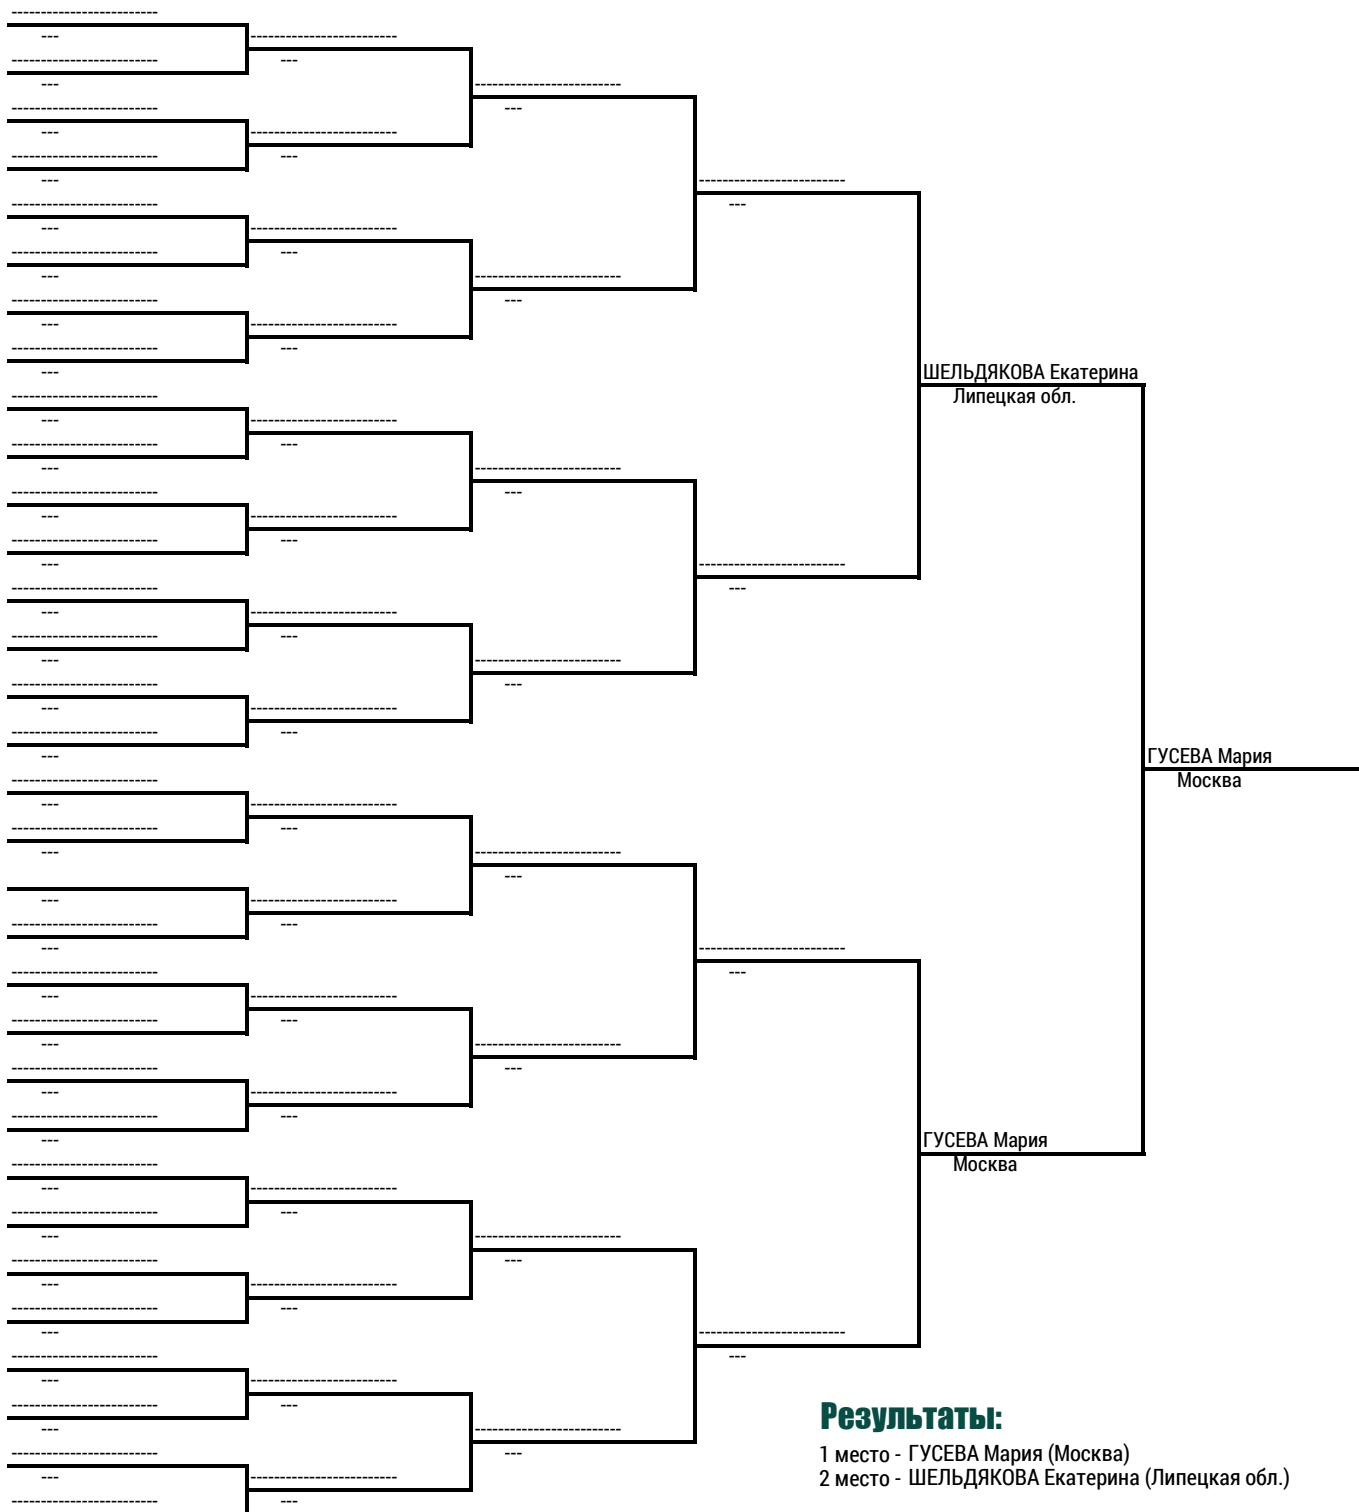 ШЕЛЬДЯКОВА Екатерина
Липецкая обл.
ГУСЕВА Мария
Москва
ГУСЕВА Мария
Москва
Результаты:
1 место - ГУСЕВА Мария (Москва)
2 место - ШЕЛЬДЯКОВА Екатерина (Липецкая обл.)